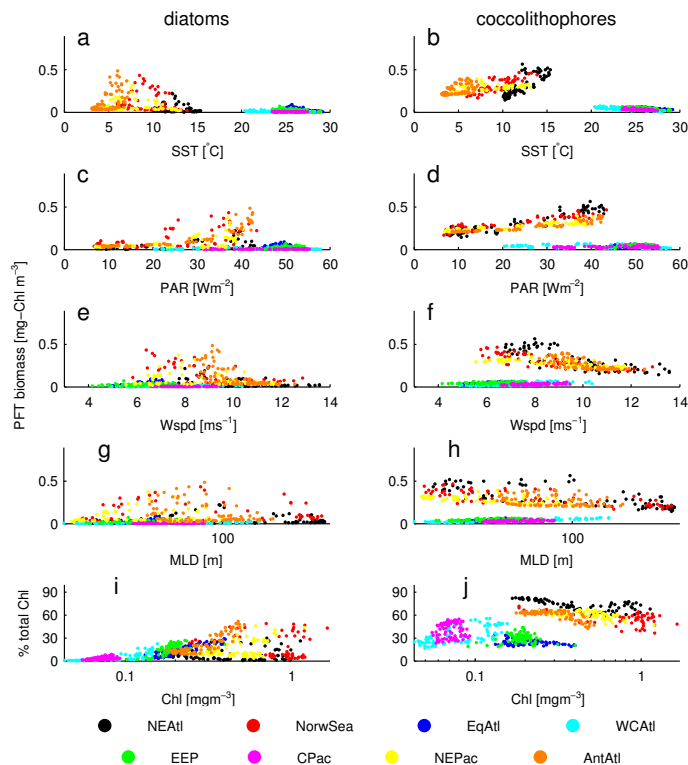 diatoms coccolithophores
a b
0.5 0.5
0 0
0 5 10 15 20 25 30 0 5 10 15 20 25 30
SST [°C] SST [°C]
c d
0.5 0.5
0 0
0 10 20 30 40 50 60 0 10 20 30 40 50 60
PAR [Wm⁻²] PAR [Wm⁻²]
PFT biomass [mg−Chl m⁻³]
e f
0.5 0.5
0 0
4 6 8 10 12 14 4 6 8 10 12 14
Wspd [ms⁻¹] Wspd [ms⁻¹]
g h
0.5 0.5
0 0
100 100
MLD [m] MLD [m]
i j
% total Chl
90 90
60 60
30 30
0 0
0.1 1 0.1 1
Chl [mgm⁻³] Chl [mgm⁻³]
NEAtl NorwSea EqAtl WCAtl
EEP CPac NEPac AntAtl